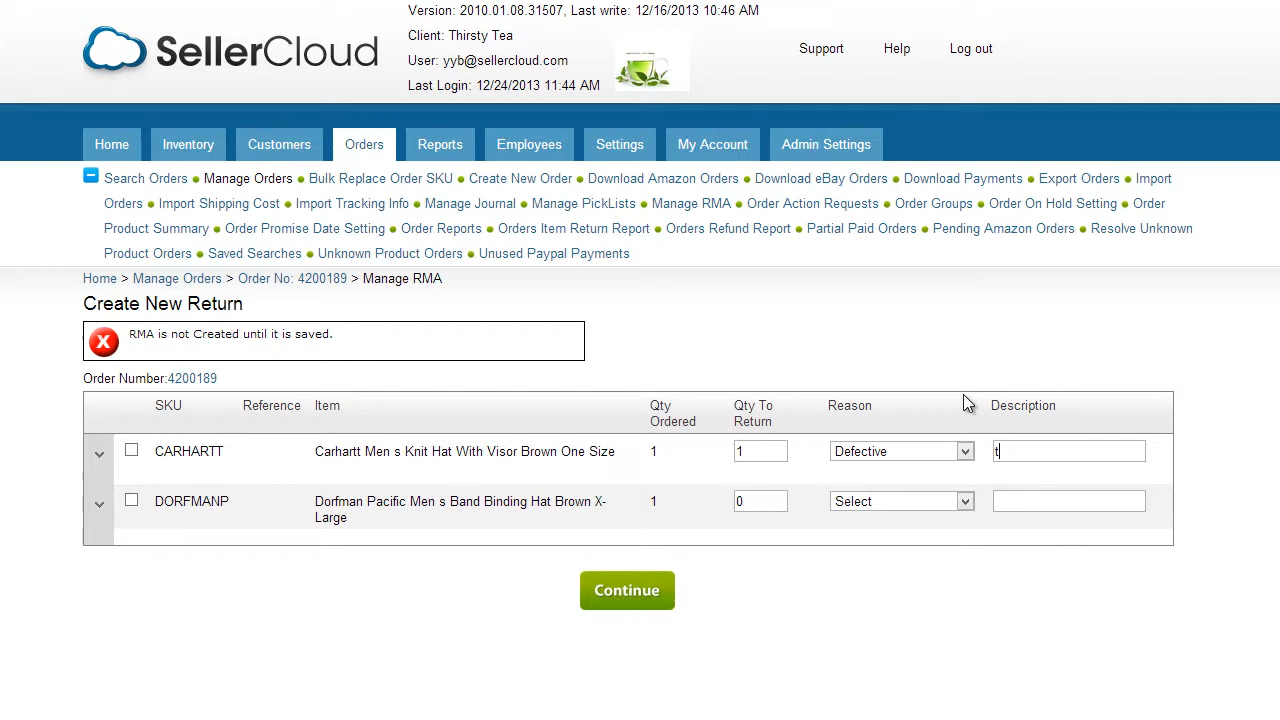 Version: 2010.01.08.31507, Last write: 12/16/2013 10:46 AM
SellerCloud
Client: Thirsty Tea
User: yyb@sellercloud.com
Last Login: 12/24/2013 11:44 AM
Support Help Log out
Home Inventory Customers Orders Reports Employees Settings My Account Admin Settings
Search Orders Manage Orders Bulk Replace Order SKU Create New Order Download Amazon Orders Download eBay Orders Download Payments Export Orders Import
Orders Import Shipping Cost Import Tracking Info Manage Journal Manage PickLists Manage RMA Order Action Requests Order Groups Order On Hold Setting Order
Product Summary Order Promise Date Setting Order Reports Orders Item Return Report Orders Refund Report Partial Paid Orders Pending Amazon Orders Resolve Unknown
Product Orders Saved Searches Unknown Product Orders Unused Paypal Payments
Home > Manage Orders > Order No: 4200189 > Manage RMA
Create New Return
RMA is not Created until it is saved.
Order Number:4200189
SKU Reference Item Qty Ordered Qty To Return Reason Description
CARHARTT Carhartt Men s Knit Hat With Visor Brown One Size 1 1 Defective t
DORFMANP Dorfman Pacific Men s Band Binding Hat Brown X-
Large 1 0 Select
Continue